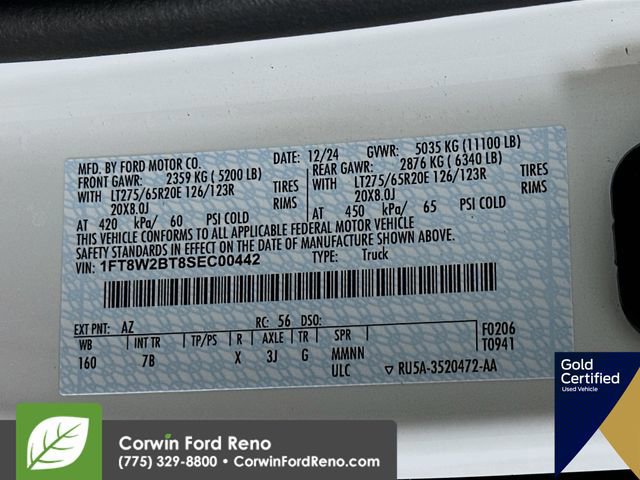 MFD. BY FORD MOTOR CO.
DATE: 12/24 GVWR: 5035 KG (11100 LB)
FRONT GAWR: 2359 KG ( 5200 LB) REAR GAWR: 2876 KG ( 6340 LB)
WITH LT275/65R20E 126/123R TIRES WITH LT275/65R20E 126/123R TIRES
20X8.0J RIMS 20X8.0J RIMS
AT 420 kPa/ 60 PSI COLD AT 450 kPa/ 65 PSI COLD
THIS VEHICLE CONFORMS TO ALL APPLICABLE FEDERAL MOTOR VEHICLE
SAFETY STANDARDS IN EFFECT ON THE DATE OF MANUFACTURE SHOWN ABOVE.
VIN: 1FT8W2BT8SEC00442 TYPE: Truck
EXT PNT: AZ RC: 56 DSO: F0206
WB INT TR TP/PS R AXLE TR SPR T0941
160 7B X 3J G MMNN
ULC ▽ RU5A-3520472-AA
Gold
Certified
Used Vehicle
Corwin Ford Reno
(775) 329-8800 • CorwinFordReno.com